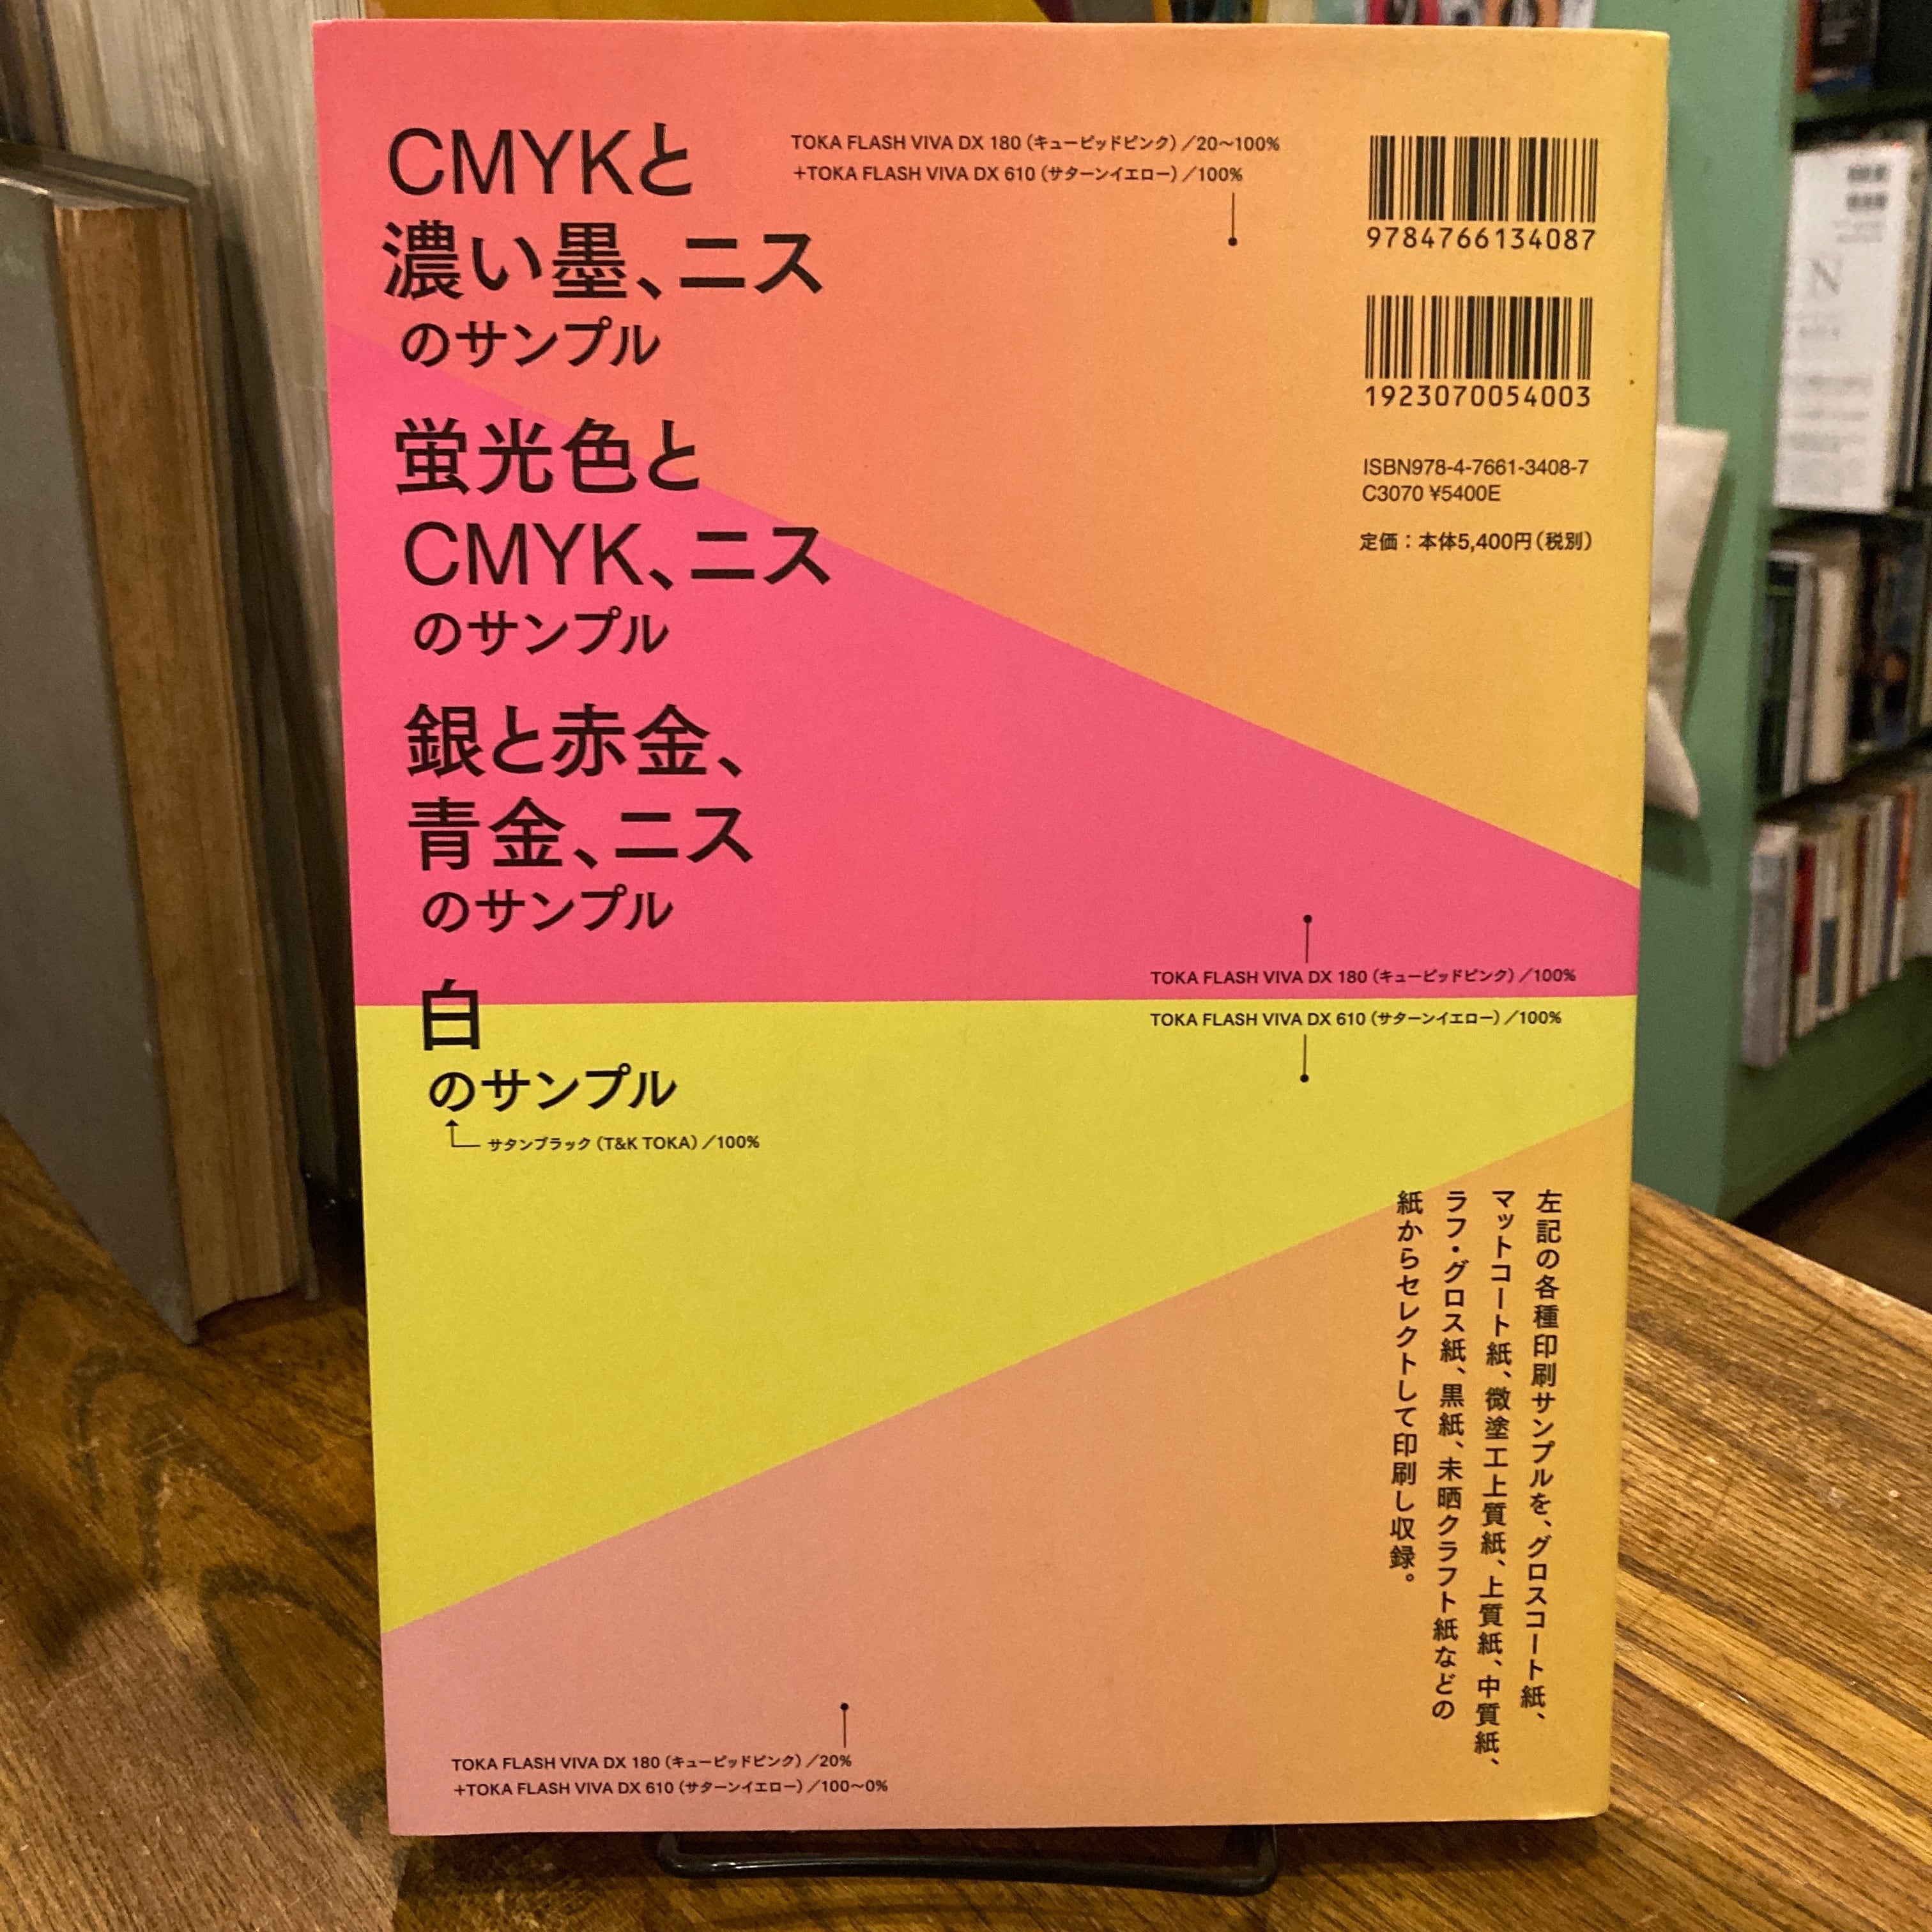 CMYKと
濃い墨、ニス
のサンプル
蛍光色と
CMYK、ニス
のサンプル
銀と赤金、
青金、ニス
のサンプル
白
のサンプル
サタンブラック（T&K TOKA）／100%
TOKA FLASH VIVA DX 180（キューピッドピンク）／20〜100%
+TOKA FLASH VIVA DX 610（サターンイエロー）／100%
9784766134087
1923070054003
ISBN978-4-7661-3408-7
C3070 ¥5400E
定価：本体5,400円（税別）
TOKA FLASH VIVA DX 180（キューピッドピンク）／100%
TOKA FLASH VIVA DX 610（サターンイエロー）／100%
左記の各種印刷サンプルを、グロスコート紙、
マットコート紙、微塗工上質紙、上質紙、中質紙、
ラフ・グロス紙、黒紙、未晒クラフト紙などの
紙からセレクトして印刷し収録。
TOKA FLASH VIVA DX 180（キューピッドピンク）／20%
+TOKA FLASH VIVA DX 610（サターンイエロー）／100〜0%